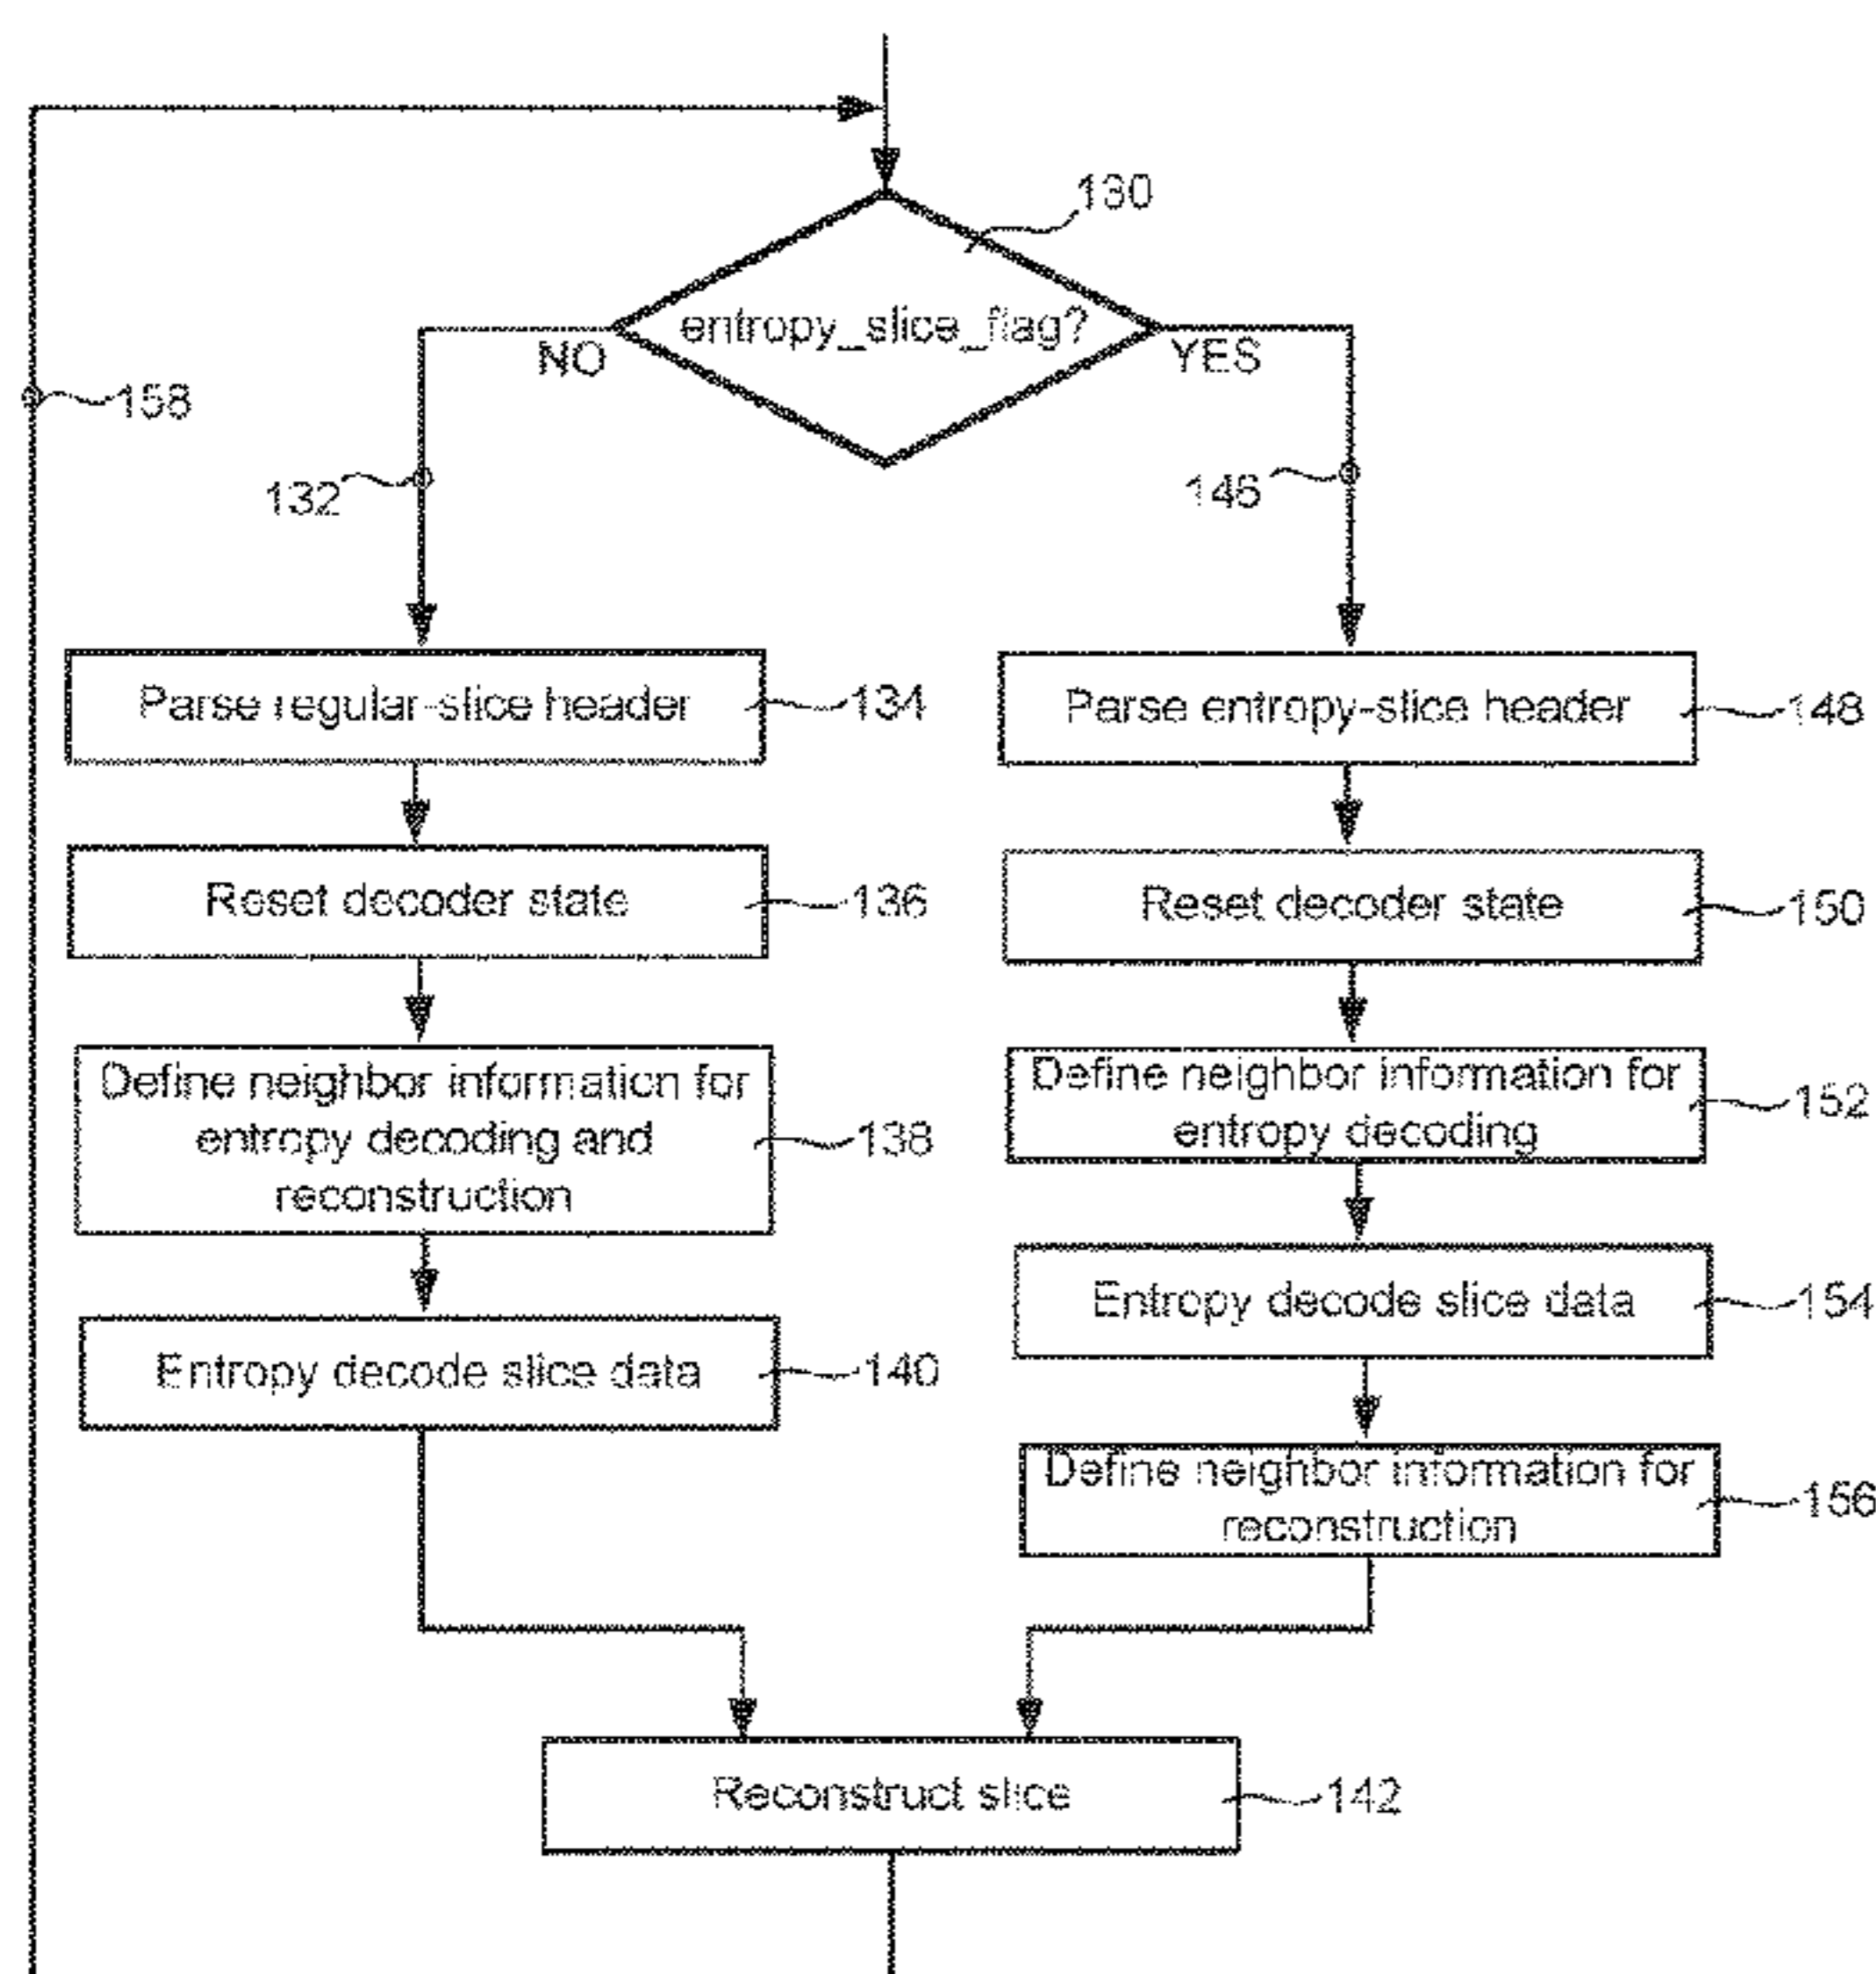 130
entropy_slice_flag?
NO
YES
158
132
146
Parse regular-slice header
134
Parse entropy-slice header
148
Reset decoder state
136
Reset decoder state
150
Define neighbor information for
entropy decoding and
reconstruction
138
Define neighbor information for
entropy decoding
152
Entropy decode slice data
154
Entropy decode slice data
140
Define neighbor information for
reconstruction
156
Reconstruct slice
142